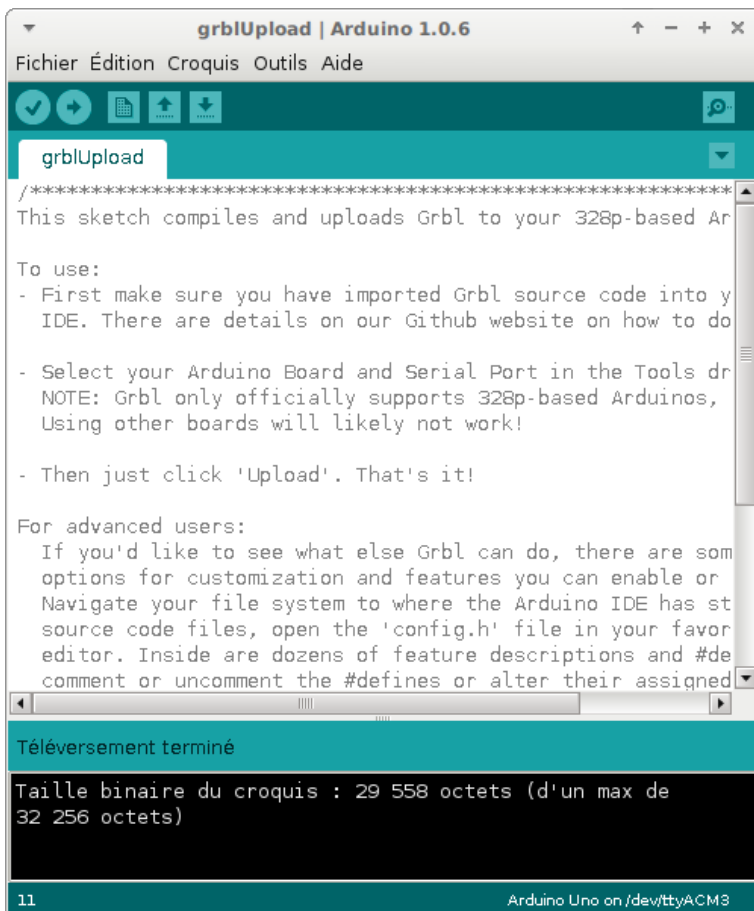 grblUpload | Arduino 1.0.6
Fichier Édition Croquis Outils Aide
grblUpload
/**********************************************************
This sketch compiles and uploads Grbl to your 328p-based Ar
To use:
- First make sure you have imported Grbl source code into y
IDE. There are details on our Github website on how to do
- Select your Arduino Board and Serial Port in the Tools dr
NOTE: Grbl only officially supports 328p-based Arduinos,
Using other boards will likely not work!
- Then just click 'Upload'. That's it!
For advanced users:
If you'd like to see what else Grbl can do, there are som
options for customization and features you can enable or
Navigate your file system to where the Arduino IDE has st
source code files, open the 'config.h' file in your favor
editor. Inside are dozens of feature descriptions and #de
comment or uncomment the #defines or alter their assigned
Téléversement terminé
Taille binaire du croquis : 29 558 octets (d'un max de
32 256 octets)
11 Arduino Uno on /dev/ttyACM3